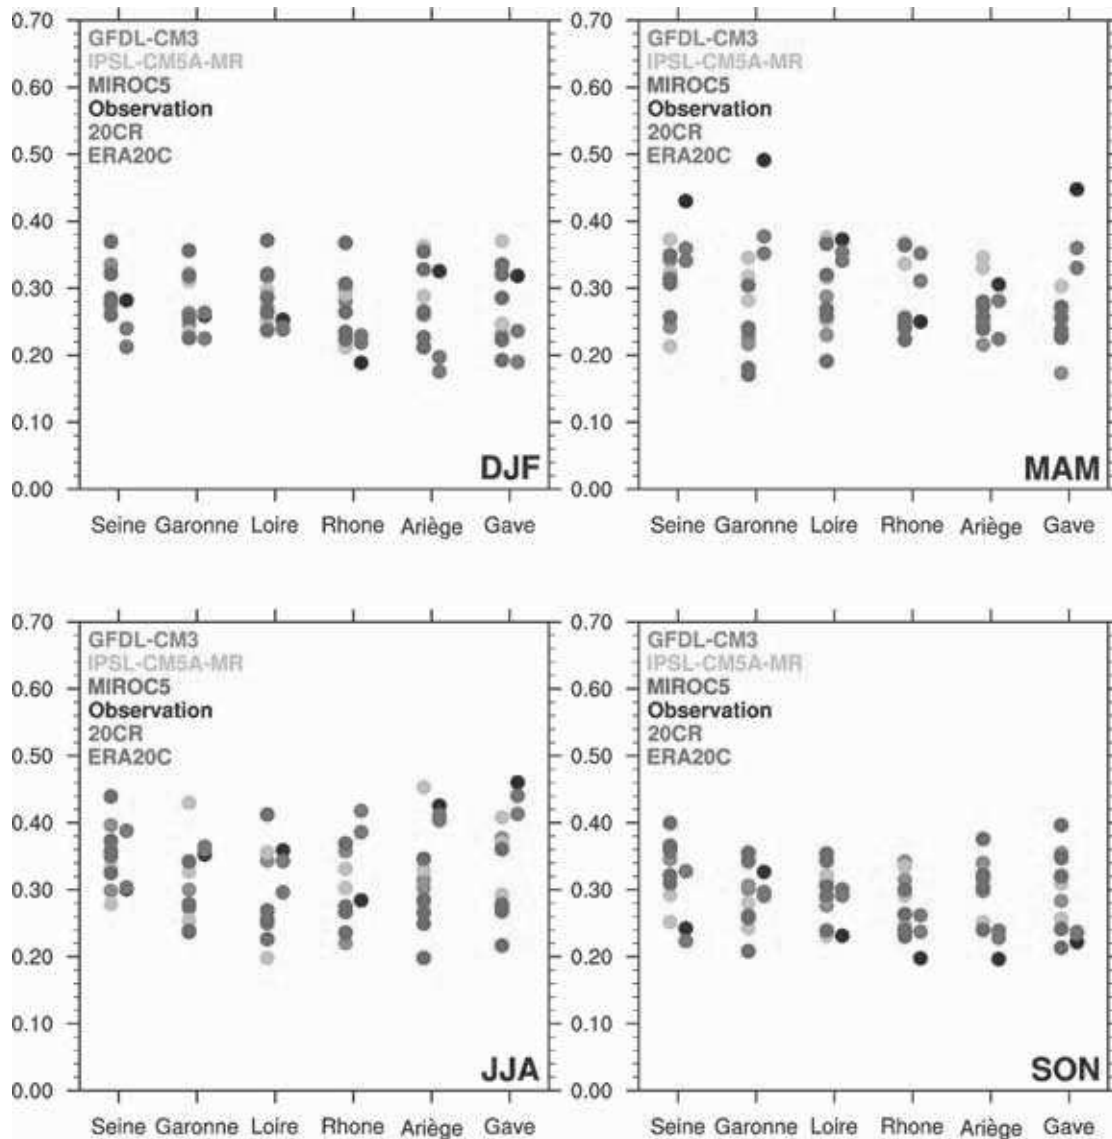 0.70
0.60
0.50
0.40
0.30
0.20
0.10
0.00
GFDL-CM3
IPSL-CM5A-MR
MIROC5
Observation
20CR
ERA20C
DJF
Seine Garonne Loire Rhone Ariège Gave
0.70
0.60
0.50
0.40
0.30
0.20
0.10
0.00
GFDL-CM3
IPSL-CM5A-MR
MIROC5
Observation
20CR
ERA20C
MAM
Seine Garonne Loire Rhone Ariège Gave
0.70
0.60
0.50
0.40
0.30
0.20
0.10
0.00
GFDL-CM3
IPSL-CM5A-MR
MIROC5
Observation
20CR
ERA20C
JJA
Seine Garonne Loire Rhone Ariège Gave
0.70
0.60
0.50
0.40
0.30
0.20
0.10
0.00
GFDL-CM3
IPSL-CM5A-MR
MIROC5
Observation
20CR
ERA20C
SON
Seine Garonne Loire Rhone Ariège Gave